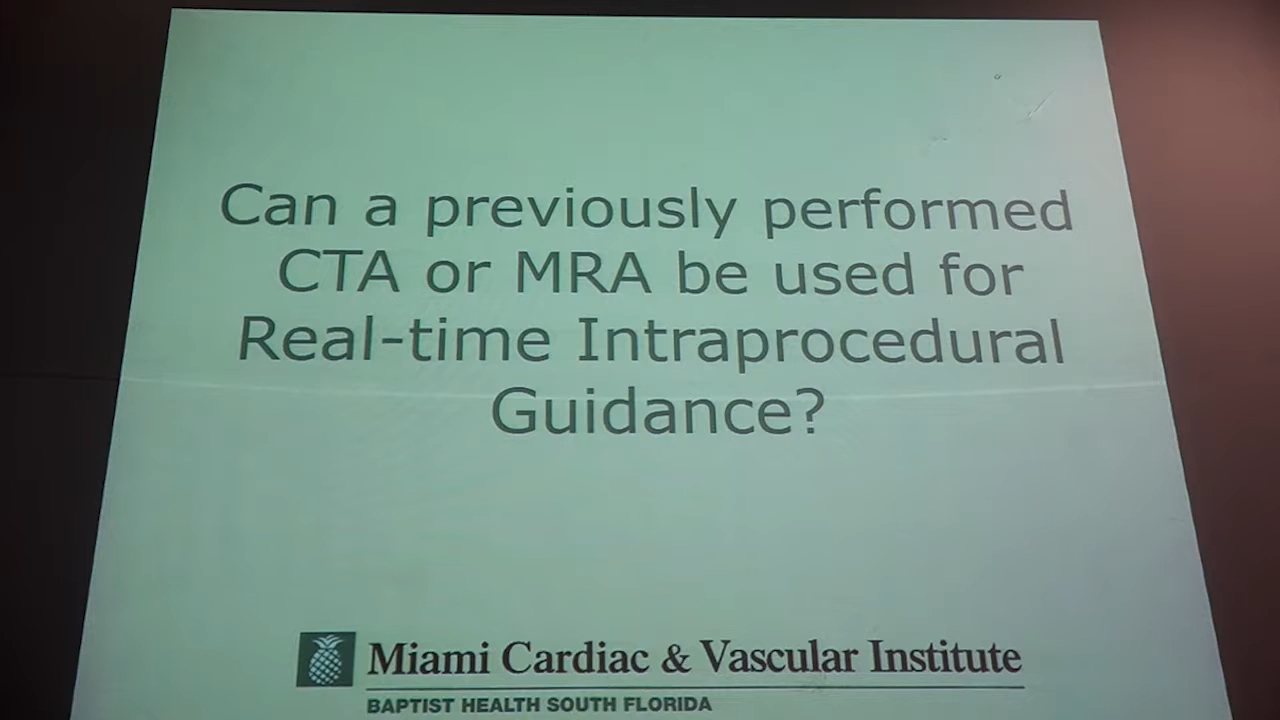 Can a previously performed
CTA or MRA be used for
Real-time Intraprocedural
Guidance?
Miami Cardiac & Vascular Institute
BAPTIST HEALTH SOUTH FLORIDA